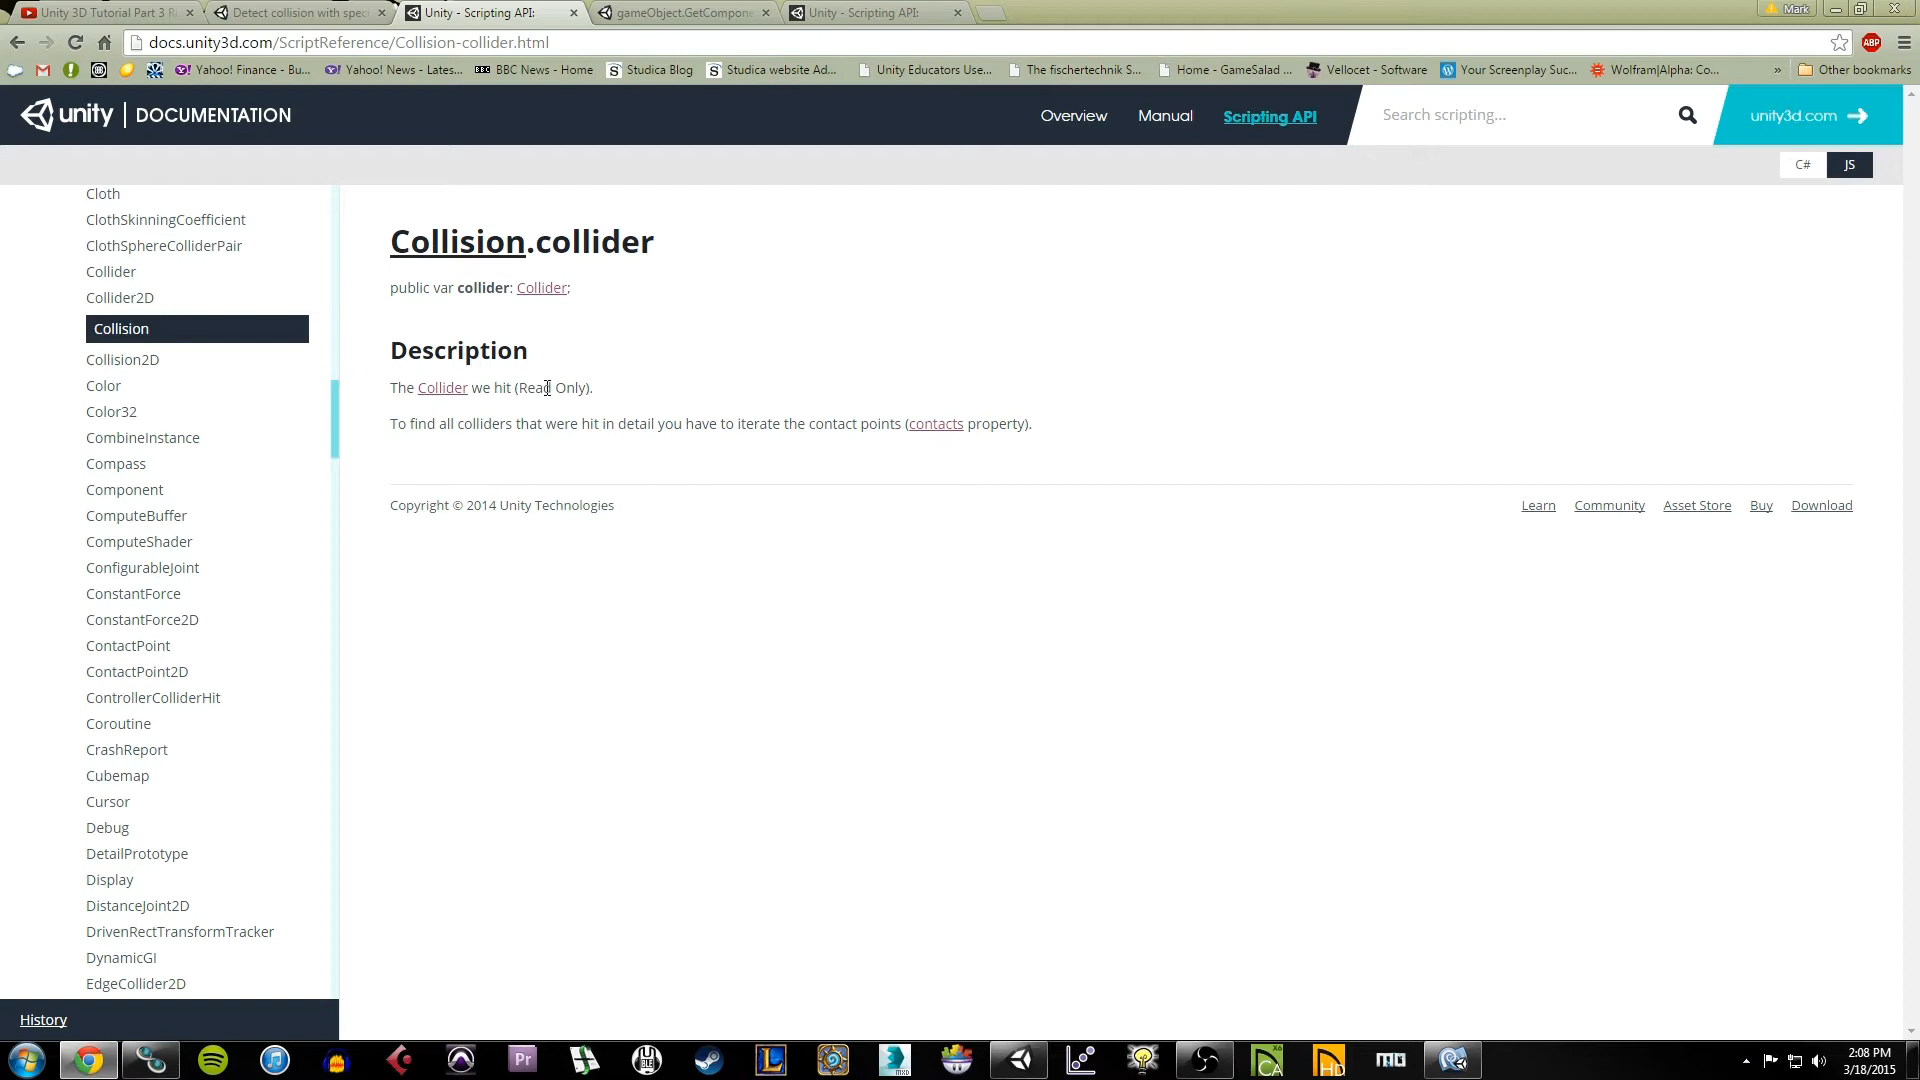 Unity 3D Tutorial Part 3 R
Detect collision with spec
Unity - Scripting API:
gameObject.GetCompone
Unity - Scripting API:
Mark
docs.unity3d.com/ScriptReference/Collision-collider.html
ABP
Yahoo! Finance - Bu...
Yahoo! News - Lates...
BBC News - Home
Studica Blog
Studica website Ad...
Unity Educators Use...
The fischertechnik S...
Home - GameSalad ...
Vellocet - Software
Your Screenplay Suc...
Wolfram|Alpha: Co...
»
Other bookmarks
unity | DOCUMENTATION
Overview
Manual
Scripting API
Search scripting...
unity3d.com
C#
JS
Cloth
ClothSkinningCoefficient
ClothSphereColliderPair
Collider
Collider2D
Collision
Collision2D
Color
Color32
CombineInstance
Compass
Component
ComputeBuffer
ComputeShader
ConfigurableJoint
ConstantForce
ConstantForce2D
ContactPoint
ContactPoint2D
ControllerColliderHit
Coroutine
CrashReport
Cubemap
Cursor
Debug
DetailPrototype
Display
DistanceJoint2D
DrivenRectTransformTracker
DynamicGI
EdgeCollider2D
History
Collision.collider
public var collider: Collider;
Description
The Collider we hit (Read Only).
To find all colliders that were hit in detail you have to iterate the contact points (contacts property).
Copyright © 2014 Unity Technologies
Learn
Community
Asset Store
Buy
Download
Pr
2:08 PM
3/18/2015